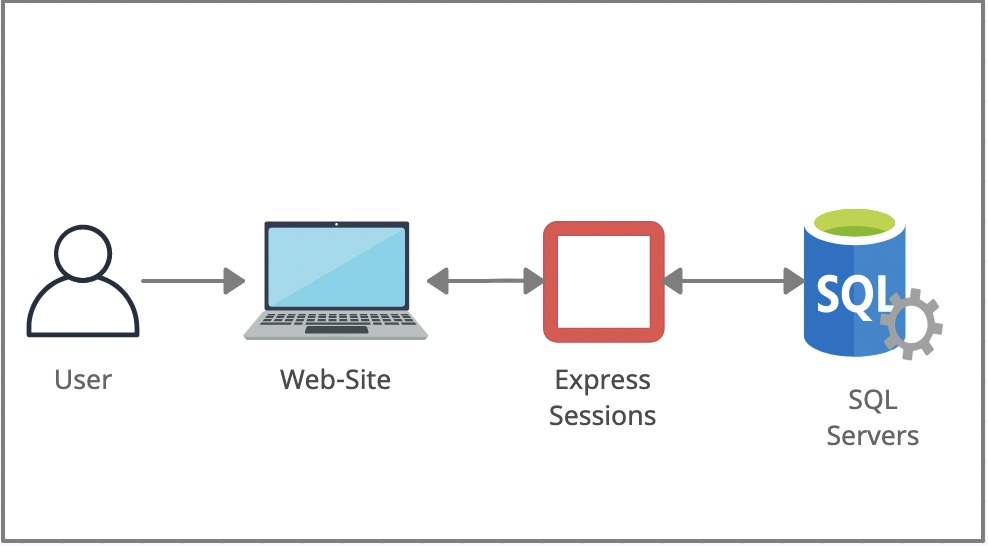 SQL
User
Web-Site
Express
Sessions
SQL
Servers